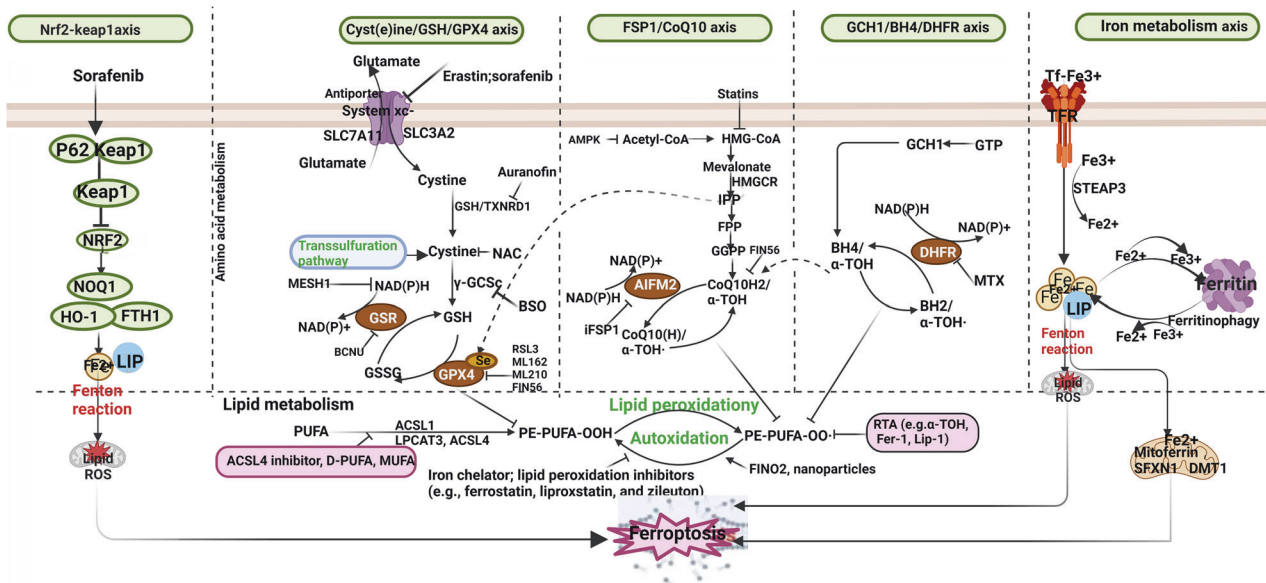 Nrf2-keap1axis
Cyst(e)ine/GSH/GPX4 axis
FSP1/CoQ10 axis
GCH1/BH4/DHFR axis
Iron metabolism axis
Sorafenib
P62
Keap1
Keap1
NRF2
NOQ1
HO-1
FTH1
Fe2+
LIP
Fenton
reaction
Lipid
ROS
Amino acid metabolism
Glutamate
Erastin;sorafenib
Antiporter
System xc-
SLC7A11
SLC3A2
Glutamate
Cystine
Auranofin
GSH/TXNRD1
Transsulfuration
pathway
Cystinei
NAC
MESH1
NAD(P)H
γ-GCSc
BSO
NAD(P)+
GSR
GSH
BCNU
GSSG
Se
GPX4
RSL3
ML162
ML210
FIN56
Statins
AMPK
Acetyl-CoA
HMG-CoA
Mevalonate
HMGCR
IPP
FPP
GGPP
FIN56
NAD(P)+
AIFM2
NAD(P)H
CoQ10H2/
α-TOH
iFSP1
CoQ10(H)/
α-TOH·
GCH1
GTP
NAD(P)H
NAD(P)+
DHFR
BH4/
α-TOH
MTX
BH2/
α-TOH·
Tf-Fe3+
TFR
Fe3+
STEAP3
Fe2+
Fe
Fe
Fe2+
LIP
Fe2+
Fe3+
Ferritin
Ferritinophagy
Fe2+
Fe3+
Fenton
reaction
Lipid
ROS
Fe2+
Mitoferrin
SFXN1
DMT1
Lipid metabolism
PUFA
ACSL1
LPCAT3, ACSL4
ACSL4 inhibitor, D-PUFA, MUFA
PE-PUFA-OOH
Lipid peroxidationy
Autoxidation
PE-PUFA-OO·
RTA (e.g.α-TOH,
Fer-1, Lip-1)
FINO2, nanoparticles
Iron chelator; lipid peroxidation inhibitors
(e.g., ferrostatin, liproxstatin, and zileuton)
Ferroptosis